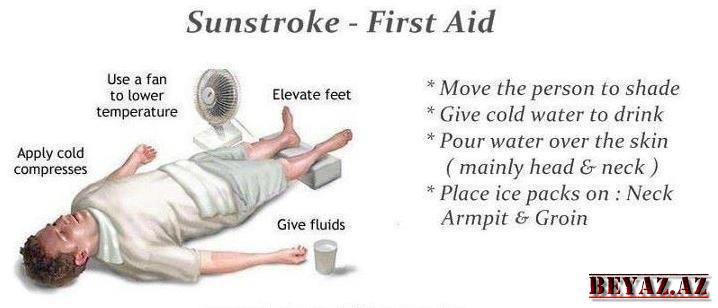 Sunstroke - First Aid
Use a fan
to lower
temperature
Elevate feet
Apply cold
compresses
Give fluids
* Move the person to shade
* Give cold water to drink
* Pour water over the skin
( mainly head & neck )
* Place ice packs on : Neck
Armpit & Groin
BEYAZ.AZ